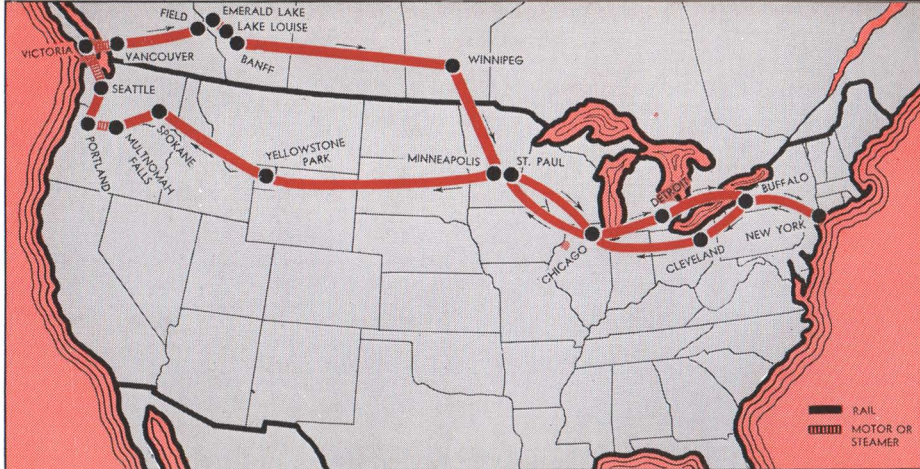 FIELD
EMERALD LAKE
LAKE LOUISE
BANFF
VICTORIA
VANCOUVER
WINNIPEG
SEATTLE
PORTLAND
MULTNOMAH
FALLS
SPOKANE
YELLOWSTONE
PARK
MINNEAPOLIS
ST. PAUL
DETROIT
BUFFALO
CHICAGO
CLEVELAND
NEW YORK
RAIL
MOTOR OR
STEAMER